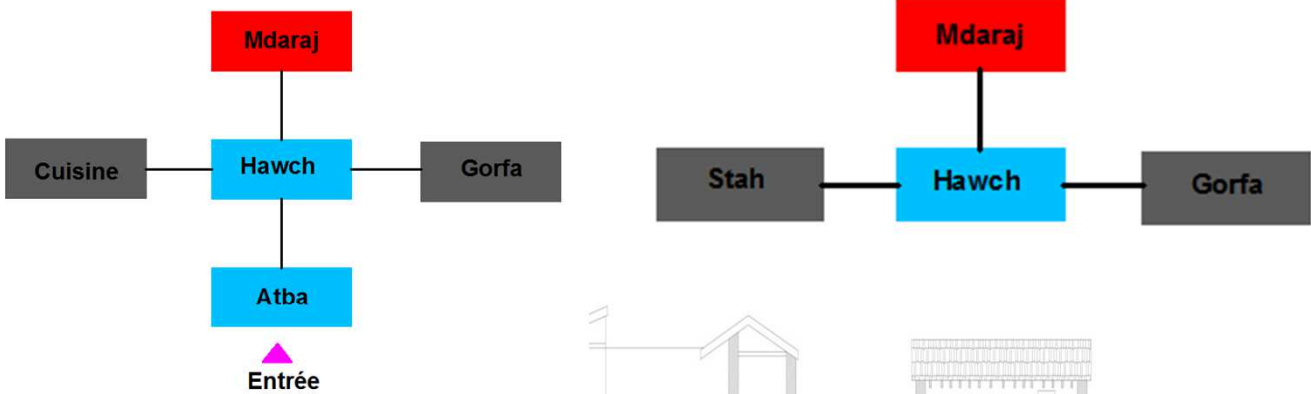 Mdaraj
Cuisine
Hawch
Gorfa
Atba
Entrée
Mdaraj
Stah
Hawch
Gorfa